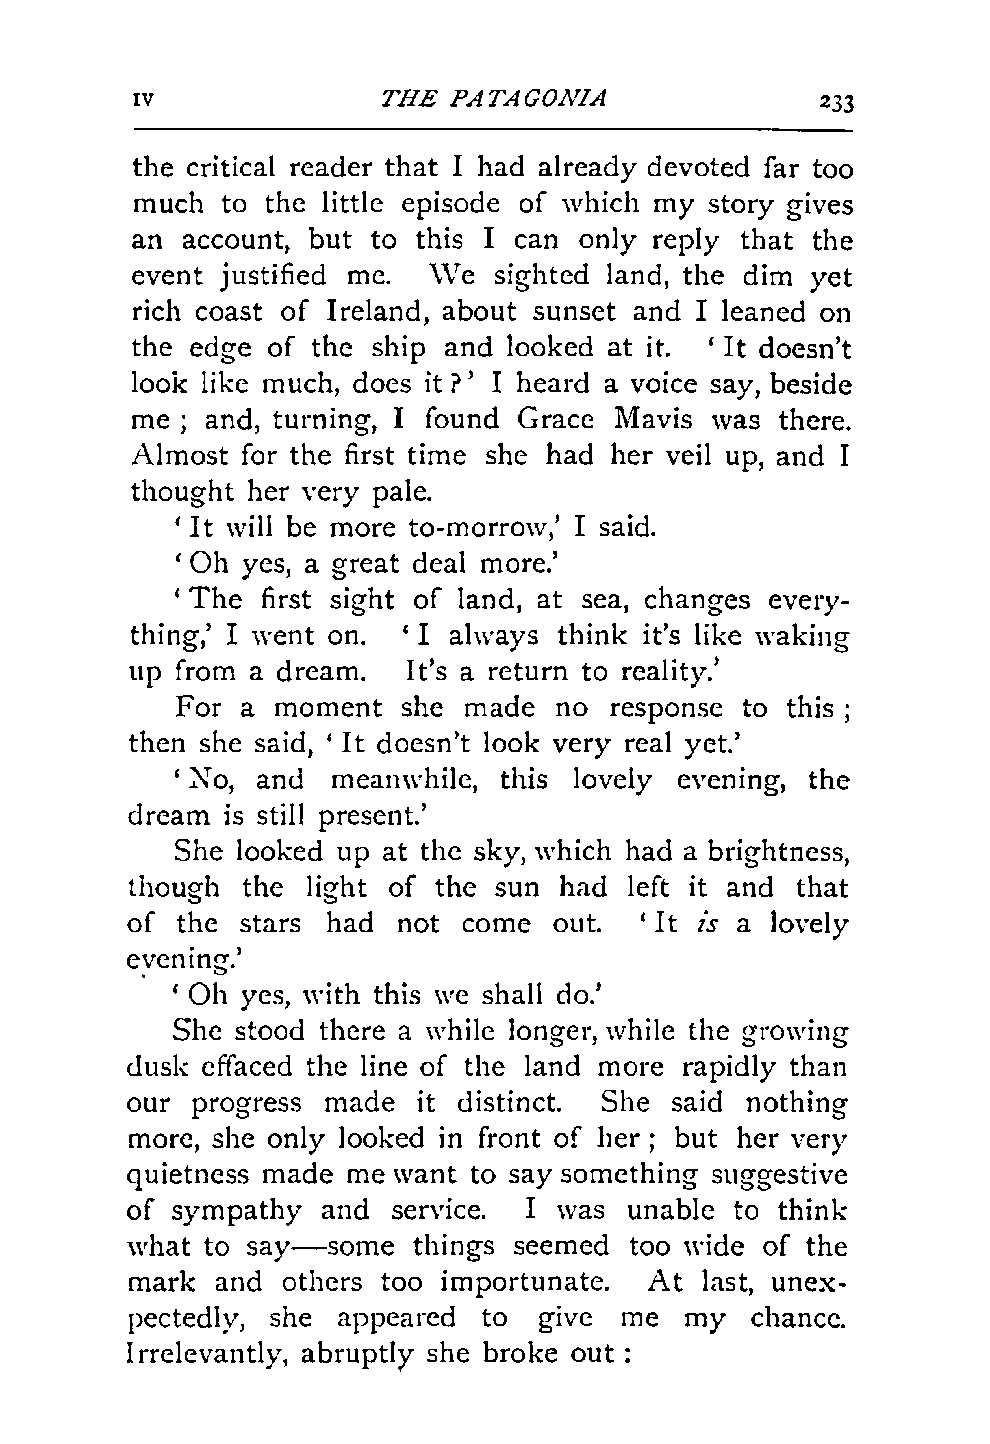 IV THE PATAGONIA 233
the critical reader that I had already devoted far too
much to the little episode of which my story gives
an account, but to this I can only reply that the
event justified me. We sighted land, the dim yet
rich coast of Ireland, about sunset and I leaned on
the edge of the ship and looked at it. ‘It doesn’t
look like much, does it?’ I heard a voice say, beside
me; and, turning, I found Grace Mavis was there.
Almost for the first time she had her veil up, and I
thought her very pale.
‘It will be more to-morrow,’ I said.
‘Oh yes, a great deal more.’
‘The first sight of land, at sea, changes every-
thing,’ I went on. ‘I always think it’s like waking
up from a dream. It’s a return to reality.’
For a moment she made no response to this;
then she said, ‘It doesn’t look very real yet.’
‘No, and meanwhile, this lovely evening, the
dream is still present.’
She looked up at the sky, which had a brightness,
though the light of the sun had left it and that
of the stars had not come out. ‘It is a lovely
evening.’
‘Oh yes, with this we shall do.’
She stood there a while longer, while the growing
dusk effaced the line of the land more rapidly than
our progress made it distinct. She said nothing
more, she only looked in front of her; but her very
quietness made me want to say something suggestive
of sympathy and service. I was unable to think
what to say—some things seemed too wide of the
mark and others too importunate. At last, unex-
pectedly, she appeared to give me my chance.
Irrelevantly, abruptly she broke out: